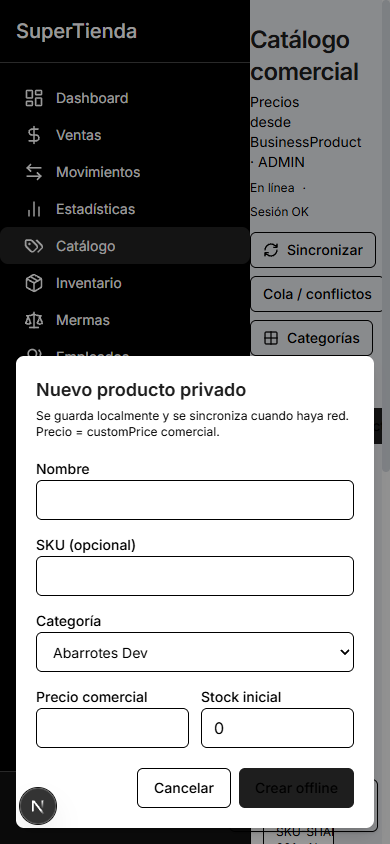 SuperTienda
Dashboard
Ventas
Movimientos
Estadísticas
Catálogo
Inventario
Mermas
Empleados
Catálogo
comercial
Precios
desde
BusinessProduct
· ADMIN
En línea ·
Sesión OK
Sincronizar
Cola / conflictos
Categorías
Nuevo producto privado
Se guarda localmente y se sincroniza cuando haya red.
Precio = customPrice comercial.
Nombre
SKU (opcional)
Categoría
Abarrotes Dev
Precio comercial
Stock inicial
0
Cancelar
Crear offline
N